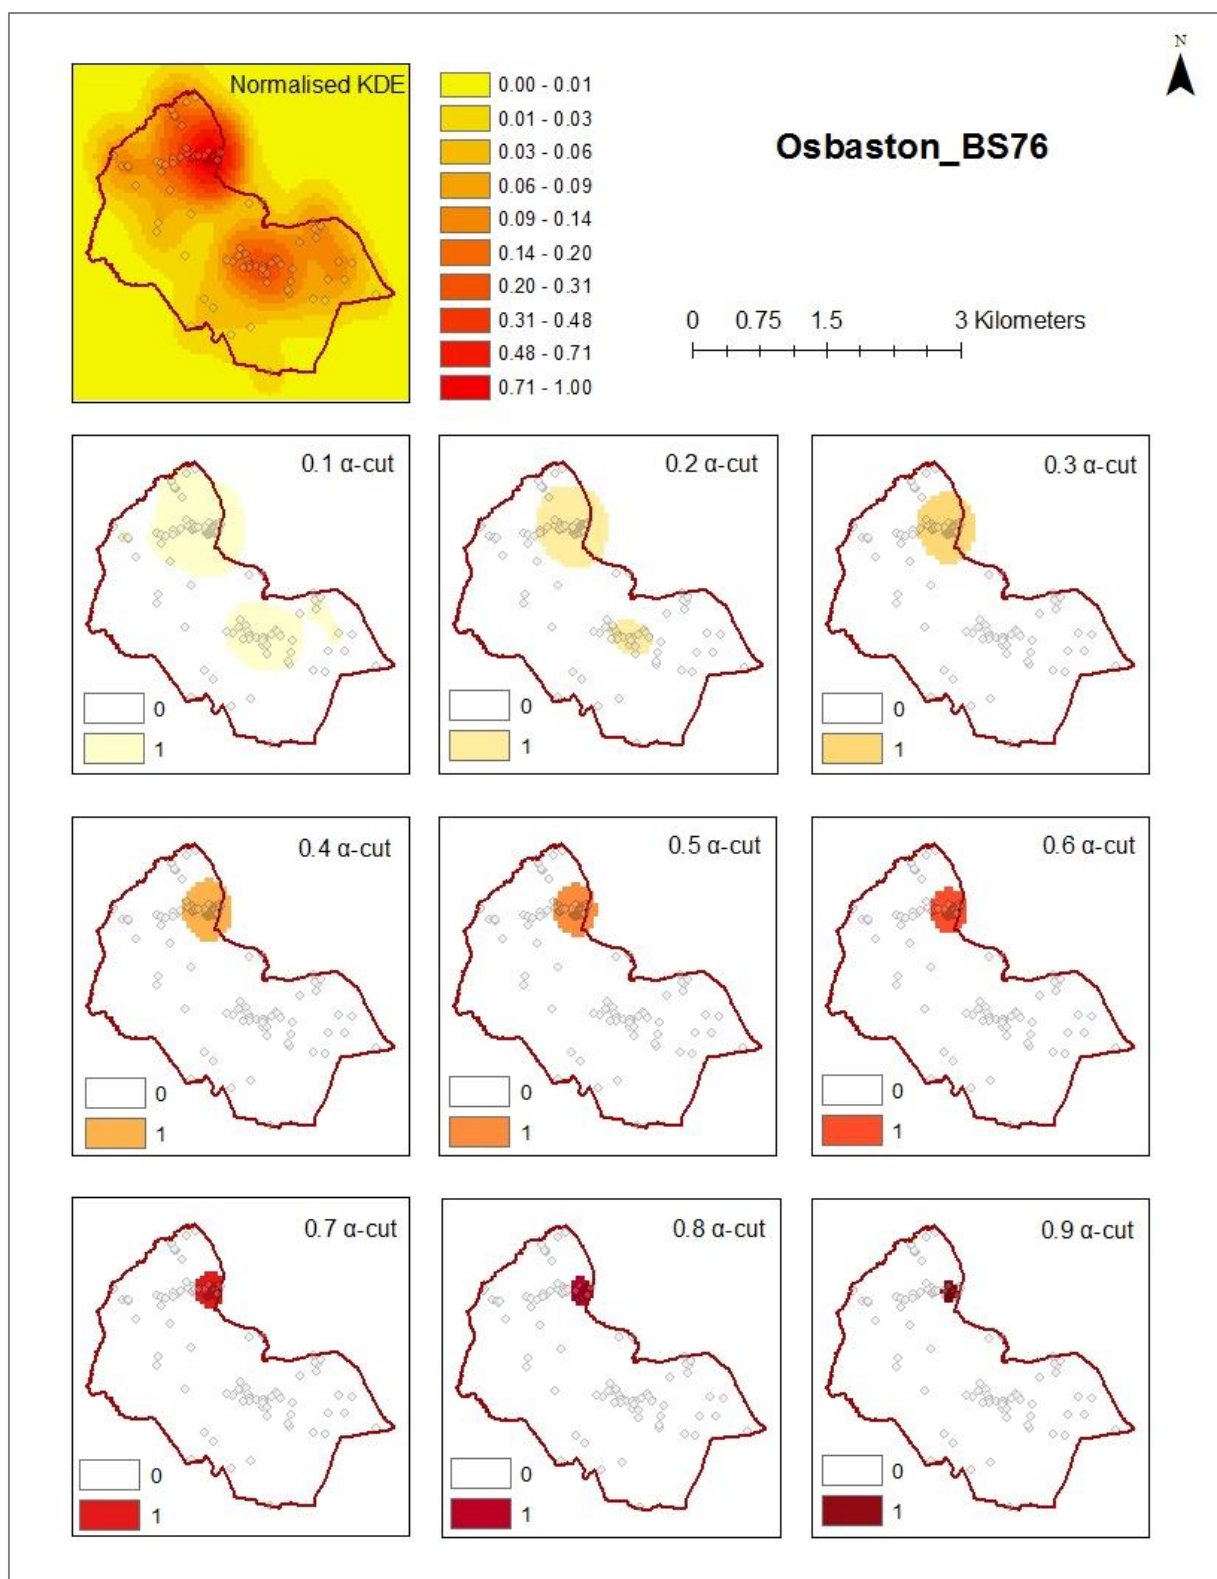 N
Normalised KDE
0.00 - 0.01
0.01 - 0.03
0.03 - 0.06
0.06 - 0.09
0.09 - 0.14
0.14 - 0.20
0.20 - 0.31
0.31 - 0.48
0.48 - 0.71
0.71 - 1.00
Osbaston_BS76
0 0.75 1.5 3 Kilometers
0.1 α-cut
0
1
0.2 α-cut
0
1
0.3 α-cut
0
1
0.4 α-cut
0
1
0.5 α-cut
0
1
0.6 α-cut
0
1
0.7 α-cut
0
1
0.8 α-cut
0
1
0.9 α-cut
0
1